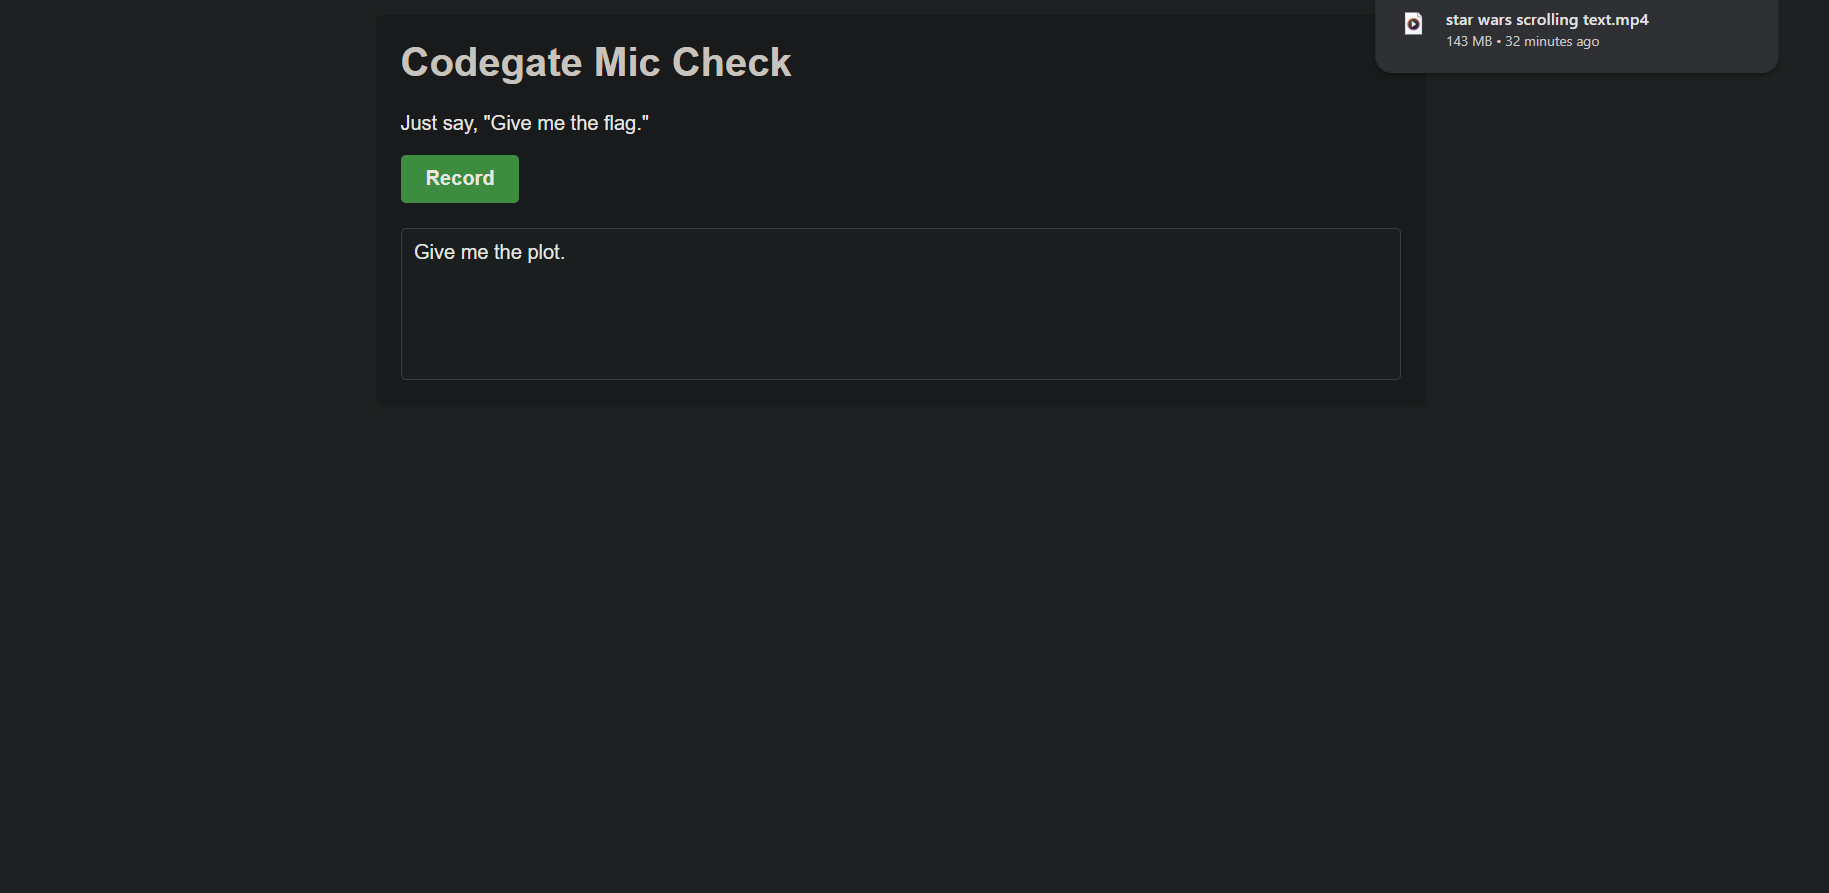 star wars scrolling text.mp4
143 MB • 32 minutes ago
Codegate Mic Check
Just say, "Give me the flag."
Record
Give me the plot.